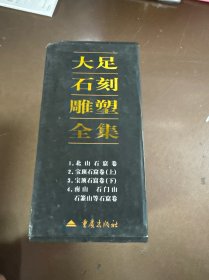 大足
石刻
雕塑
全集
1.北山石窟卷
2.宝顶石窟卷(上)
3.宝顶石窟卷(下)
4.南山 石门山
石篆山等石窟卷
重庆出版社